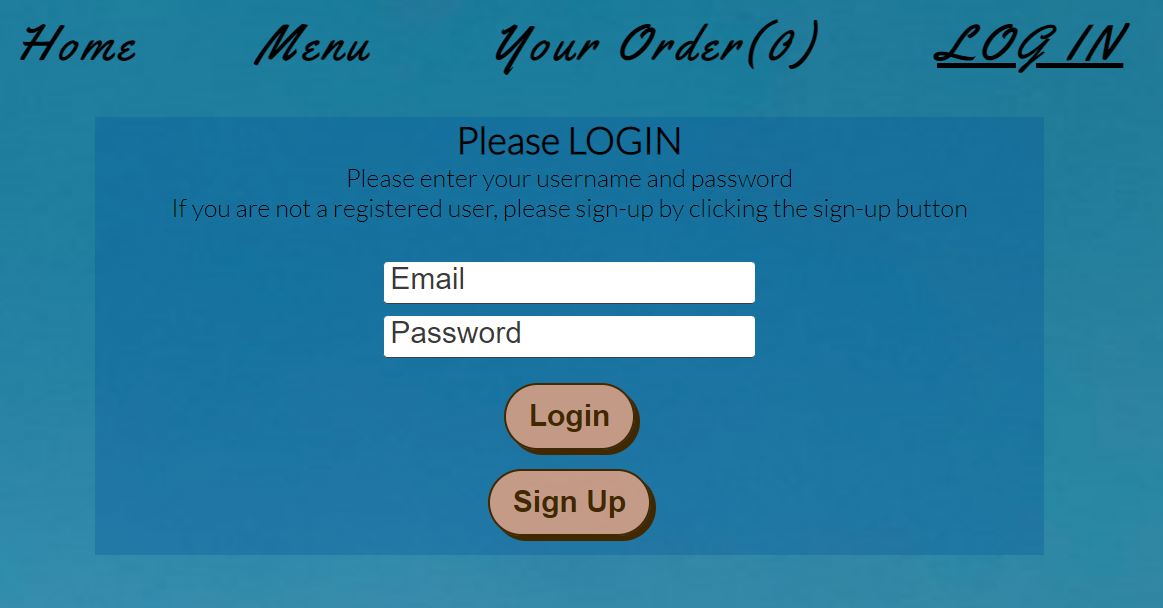 Home Menu Your Order(0) LOG IN
Please LOGIN
Please enter your username and password
If you are not a registered user, please sign-up by clicking the sign-up button
Email
Password
Login
Sign Up